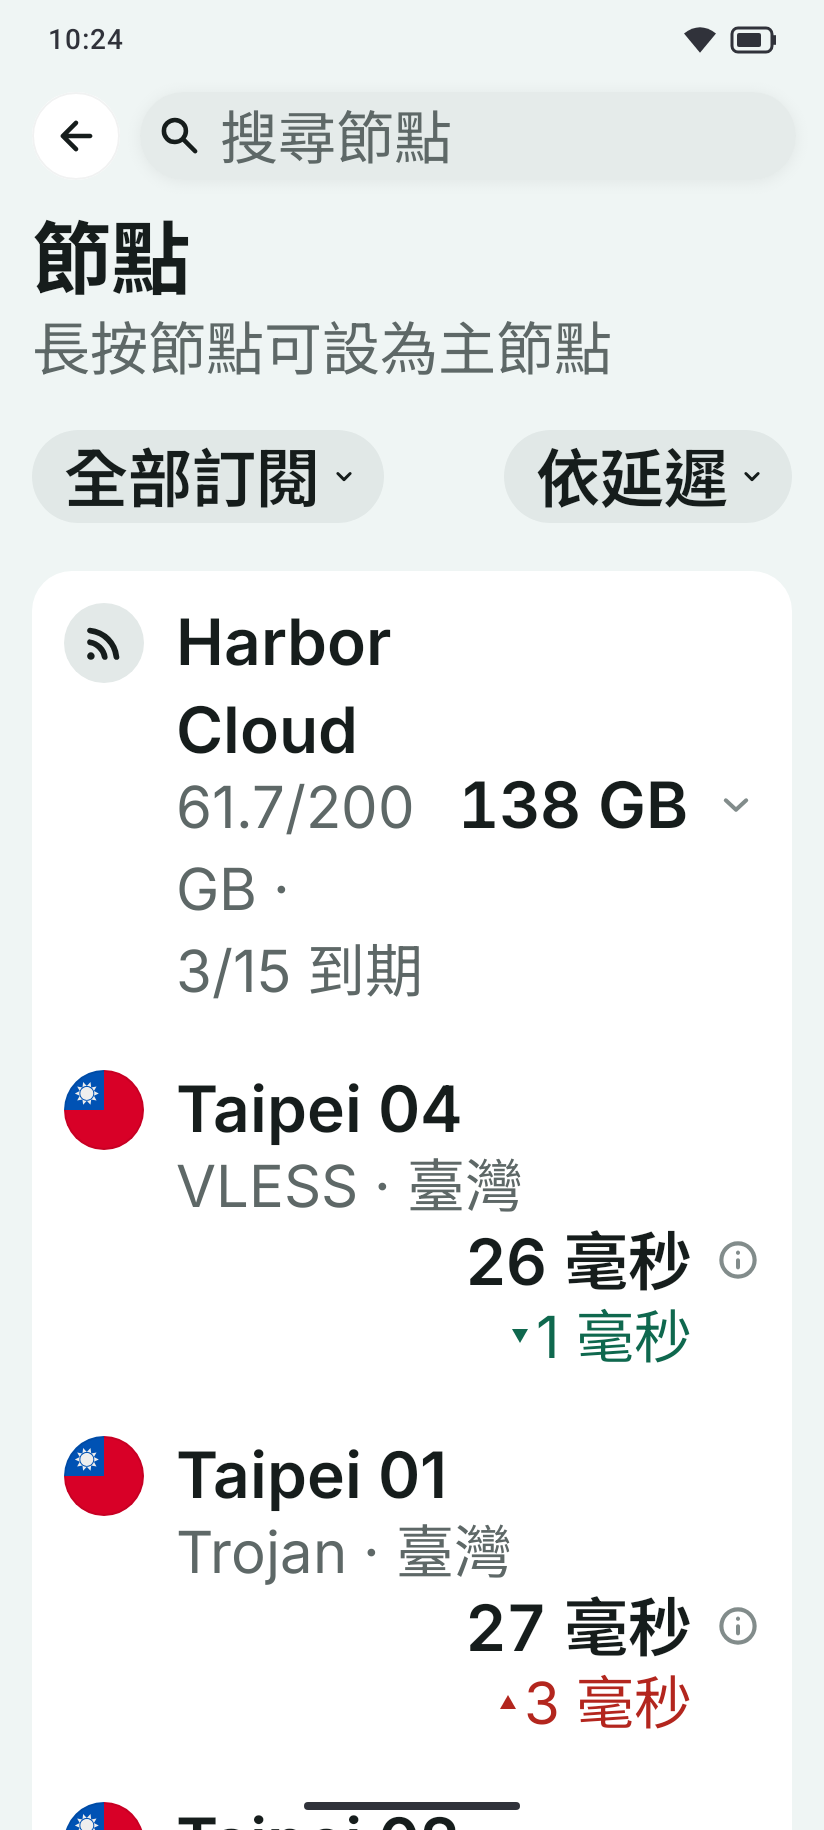 10:24
搜尋節點
節點
長按節點可設為主節點
全部訂閱
依延遲
Harbor
Cloud
61.7/200
GB ·
3/15 到期
138 GB
Taipei 04
VLESS · 臺灣
26 毫秒
▼1 毫秒
Taipei 01
Trojan · 臺灣
27 毫秒
▲3 毫秒
Taipei